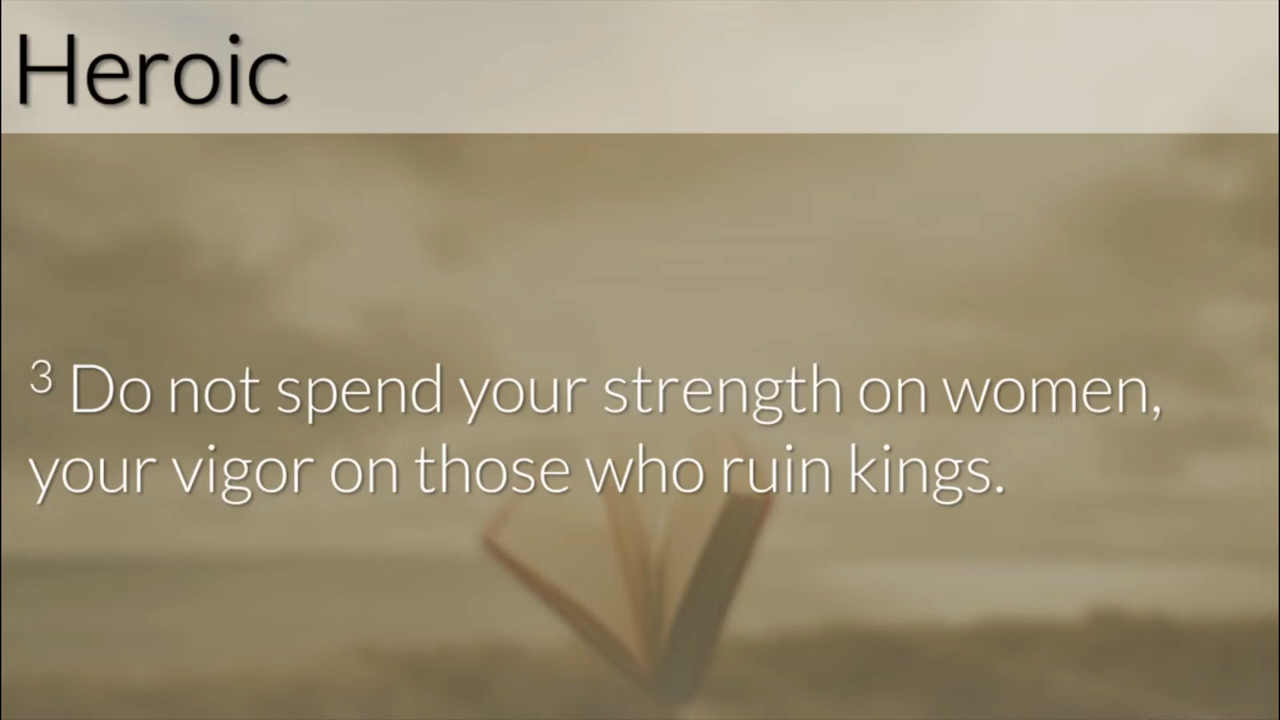 Heroic
³ Do not spend your strength on women,
your vigor on those who ruin kings.